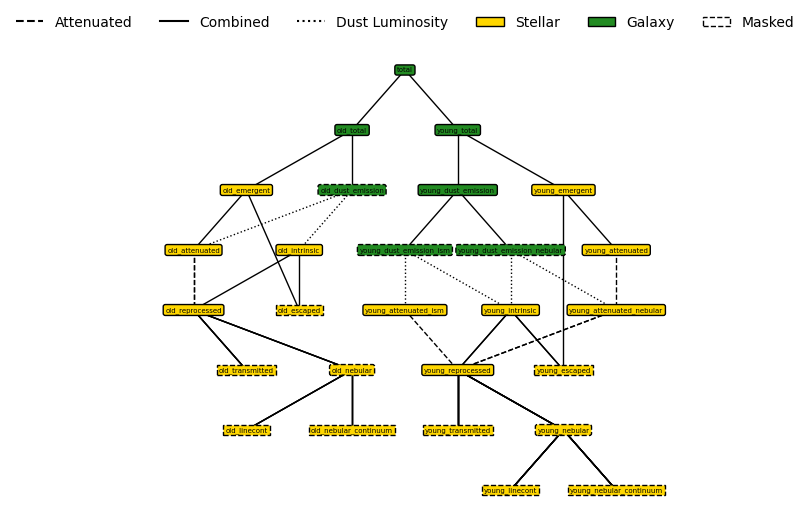 Attenuated Combined Dust Luminosity Stellar Galaxy Masked
total
old_total young_total
old_emergent old_dust_emission young_dust_emission young_emergent
old_attenuated old_intrinsic young_dust_emission_ism young_dust_emission_nebular young_attenuated
old_reprocessed old_escaped young_attenuated_ism young_intrinsic young_attenuated_nebular
old_transmitted old_nebular young_reprocessed young_escaped
old_linecont old_nebular_continuum young_transmitted young_nebular
young_linecont young_nebular_continuum